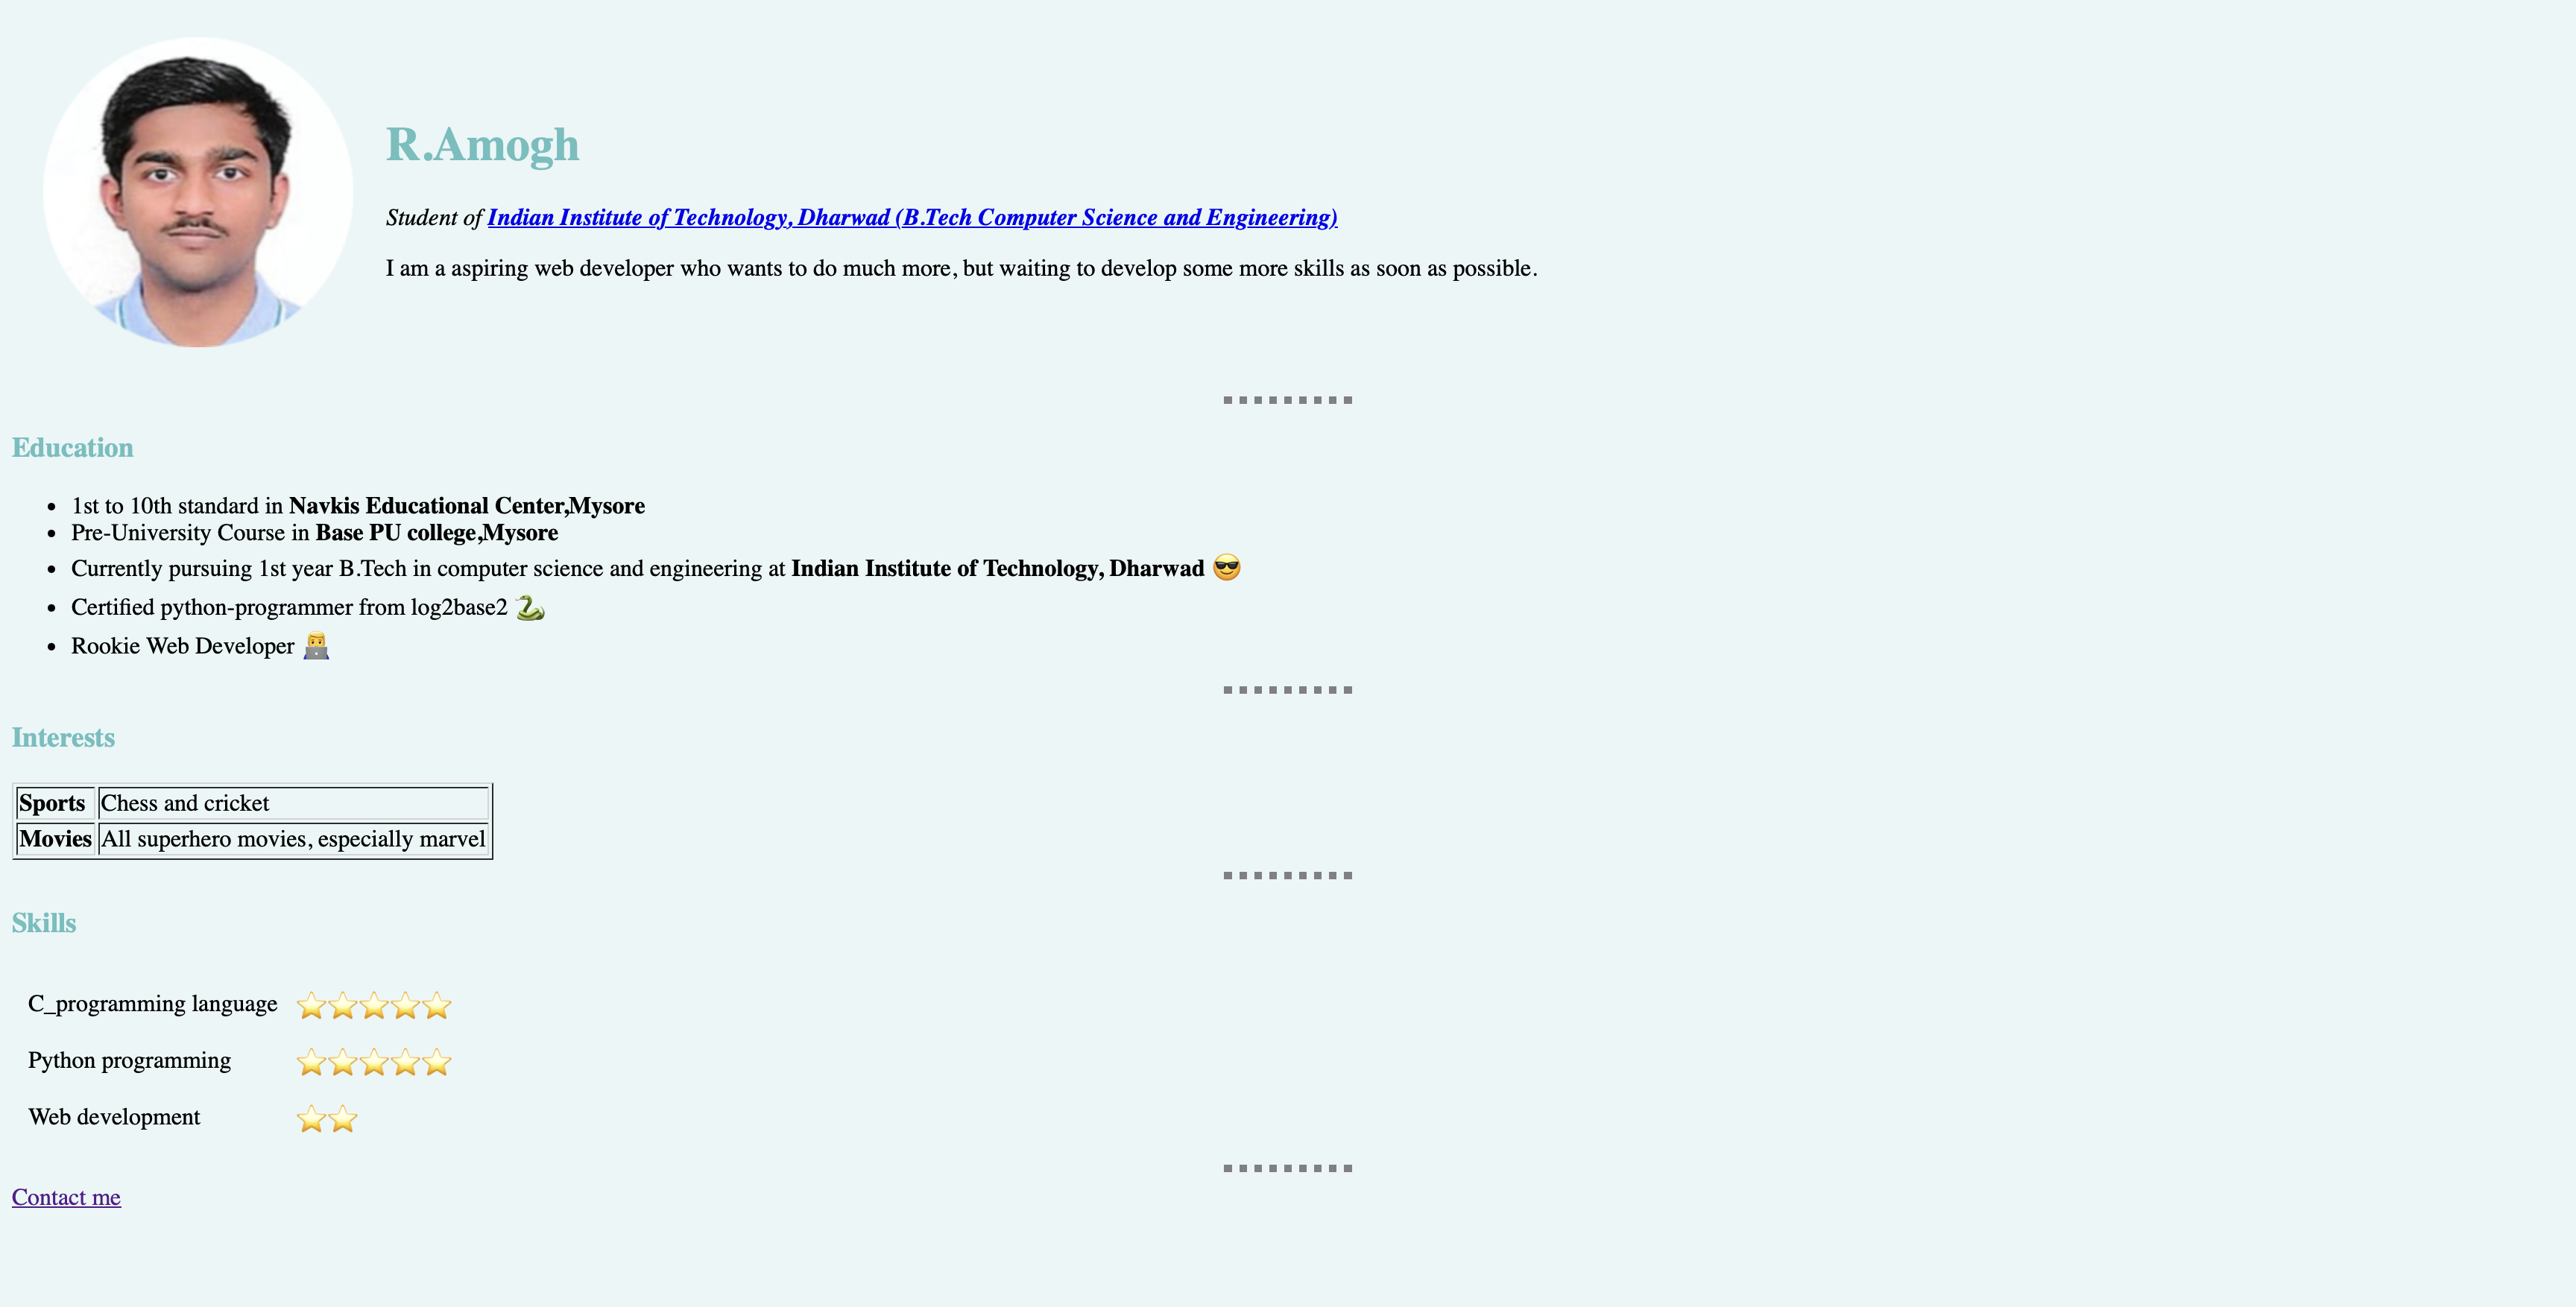 R.Amogh
Student of Indian Institute of Technology, Dharwad (B.Tech Computer Science and Engineering)
I am a aspiring web developer who wants to do much more, but waiting to develop some more skills as soon as possible.
Education
1st to 10th standard in Navkis Educational Center,Mysore
Pre-University Course in Base PU college,Mysore
Currently pursuing 1st year B.Tech in computer science and engineering at Indian Institute of Technology, Dharwad 😎
Certified python-programmer from log2base2 🐍
Rookie Web Developer 👨‍💻
Interests
Sports Chess and cricket
Movies All superhero movies, especially marvel
Skills
C_programming language ⭐⭐⭐⭐⭐
Python programming ⭐⭐⭐⭐⭐
Web development ⭐⭐
Contact me